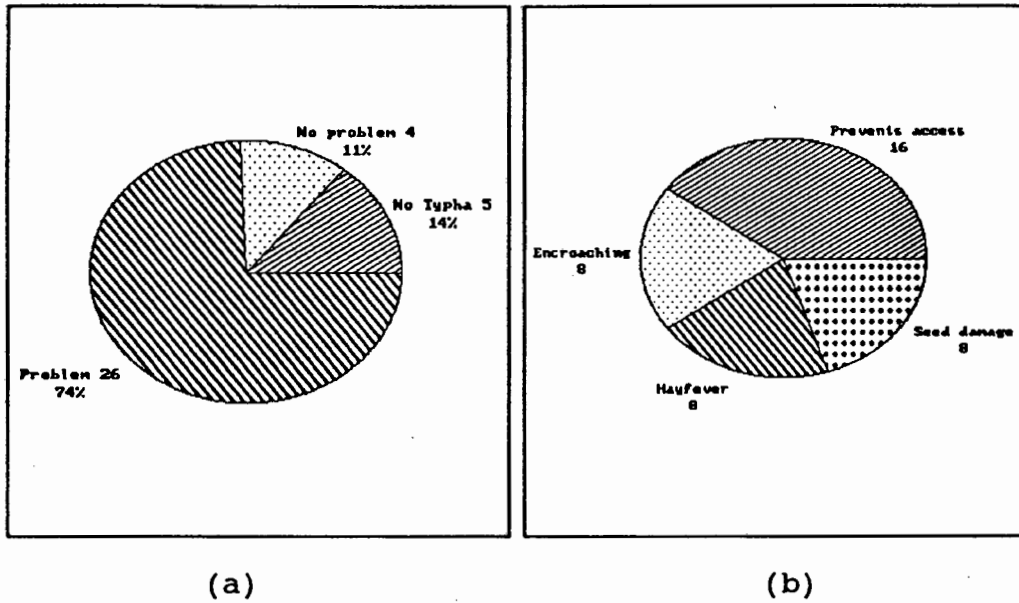 No problem 4
11%
No Typha 5
14%
Problem 26
74%
Prevents access
16
Encroaching
8
Seed damage
8
Hayfever
8
(a)
(b)